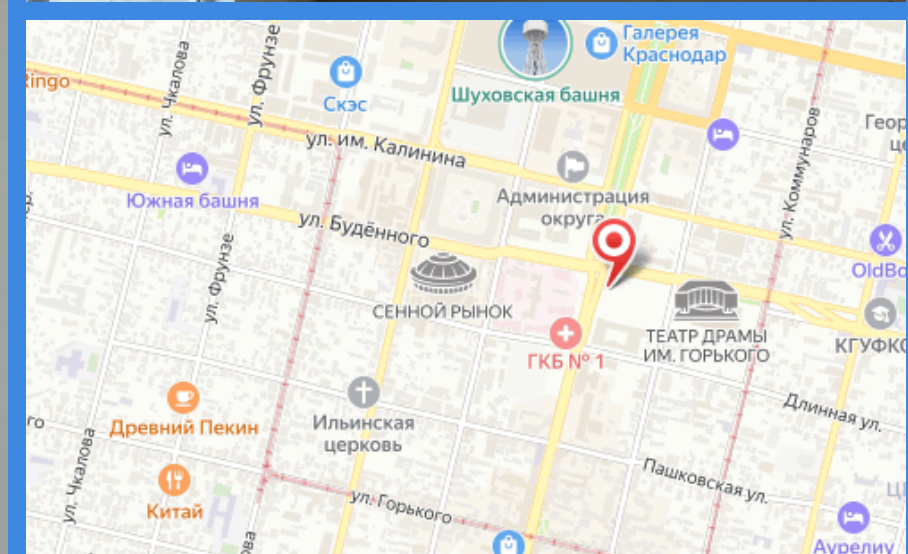 Галерея
Краснодар
Шуховская башня
Ringo
ул. Чкалова
ул. Фрунзе
Скэс
ул. им. Калинина
ул. Коммунаров
Администрация
округа
Южная башня
ул. Будённого
ул. Фрунзе
СЕННОЙ РЫНОК
ТЕАТР ДРАМЫ
ИМ. ГОРЬКОГО
ГКБ № 1
Древний Пекин
Ильинская
церковь
Длинная ул.
ул. Чкалова
Китай
Пашковская ул.
ул. Горького